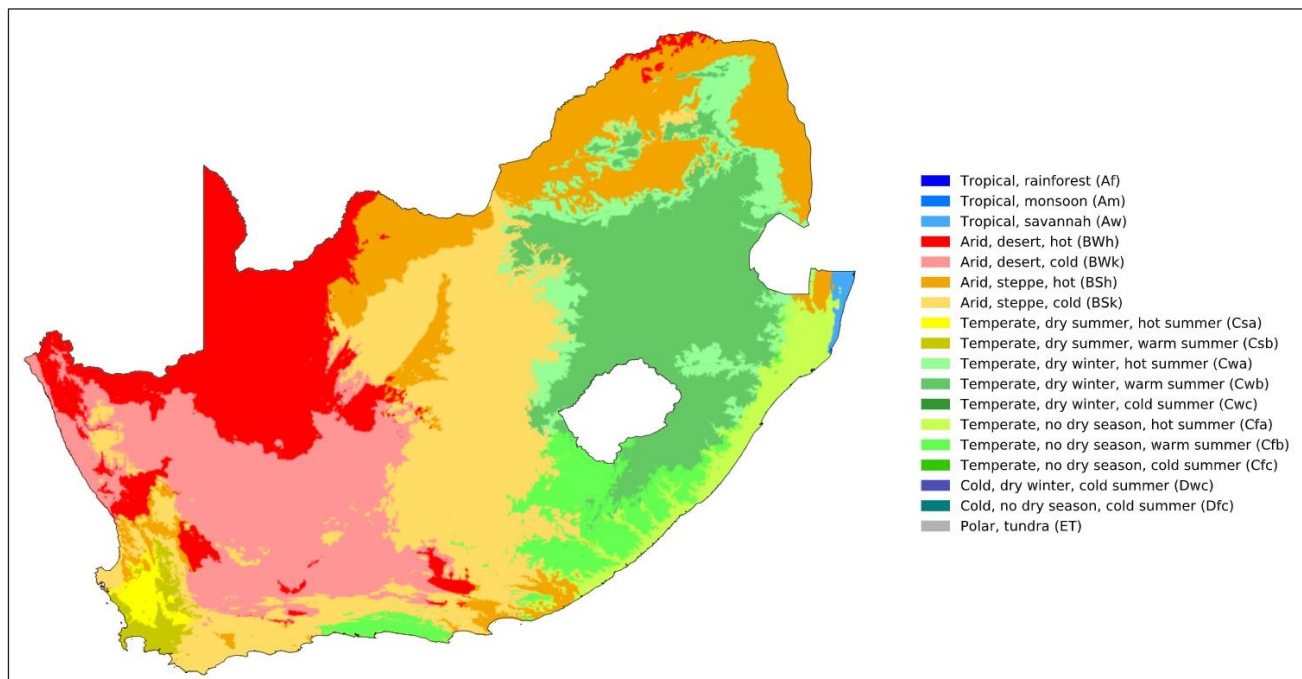 Tropical, rainforest (Af)
Tropical, monsoon (Am)
Tropical, savannah (Aw)
Arid, desert, hot (BWh)
Arid, desert, cold (BWk)
Arid, steppe, hot (BSh)
Arid, steppe, cold (BSk)
Temperate, dry summer, hot summer (Csa)
Temperate, dry summer, warm summer (Csb)
Temperate, dry winter, hot summer (Cwa)
Temperate, dry winter, warm summer (Cwb)
Temperate, dry winter, cold summer (Cwc)
Temperate, no dry season, hot summer (Cfa)
Temperate, no dry season, warm summer (Cfb)
Temperate, no dry season, cold summer (Cfc)
Cold, dry winter, cold summer (Dwc)
Cold, no dry season, cold summer (Dfc)
Polar, tundra (ET)